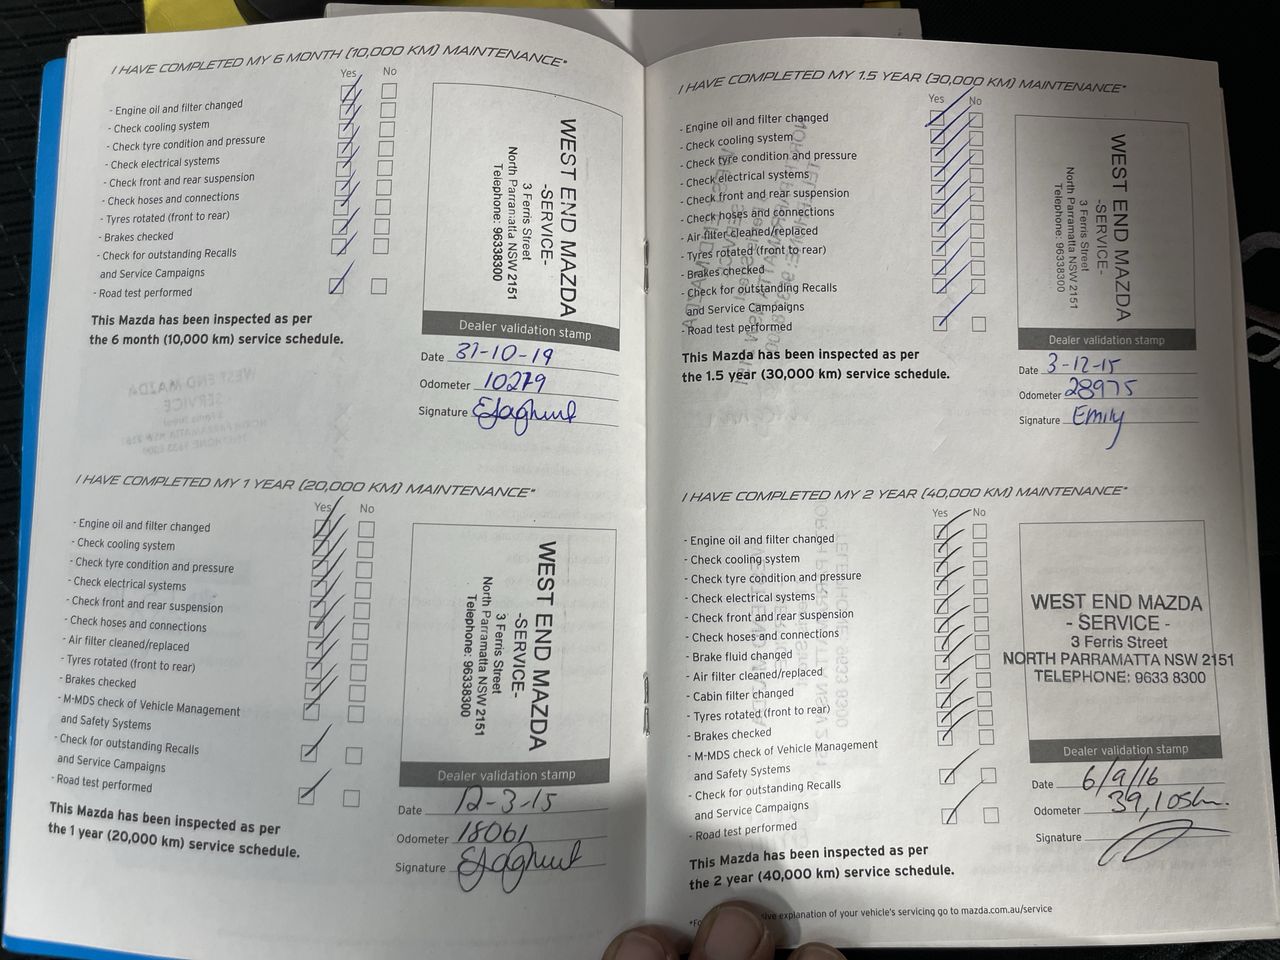 I HAVE COMPLETED MY 6 MONTH (10,000 KM) MAINTENANCE*
Yes No
- Engine oil and filter changed
- Check cooling system
- Check tyre condition and pressure
- Check electrical systems
- Check front and rear suspension
- Check hoses and connections
- Tyres rotated (front to rear)
- Brakes checked
- Check for outstanding Recalls
and Service Campaigns
- Road test performed
This Mazda has been inspected as per
the 6 month (10,000 km) service schedule.
WEST END MAZDA
-SERVICE-
3 Ferris Street
North Parramatta NSW 2151
Telephone: 96338300
Dealer validation stamp
Date 31-10-19
Odometer 10279
Signature
I HAVE COMPLETED MY 1 YEAR (20,000 KM) MAINTENANCE*
Yes No
- Engine oil and filter changed
- Check cooling system
- Check tyre condition and pressure
- Check electrical systems
- Check front and rear suspension
- Check hoses and connections
- Air filter cleaned/replaced
- Tyres rotated (front to rear)
- Brakes checked
- M-MDS check of Vehicle Management
and Safety Systems
- Check for outstanding Recalls
and Service Campaigns
- Road test performed
This Mazda has been inspected as per
the 1 year (20,000 km) service schedule.
WEST END MAZDA
-SERVICE-
3 Ferris Street
North Parramatta NSW 2151
Telephone: 96338300
Dealer validation stamp
Date 12-3-15
Odometer 18061
Signature
I HAVE COMPLETED MY 1.5 YEAR (30,000 KM) MAINTENANCE*
Yes No
- Engine oil and filter changed
- Check cooling system
- Check tyre condition and pressure
- Check electrical systems
- Check front and rear suspension
- Check hoses and connections
- Air filter cleaned/replaced
- Tyres rotated (front to rear)
- Brakes checked
- Check for outstanding Recalls
and Service Campaigns
- Road test performed
This Mazda has been inspected as per
the 1.5 year (30,000 km) service schedule.
WEST END MAZDA
-SERVICE-
3 Ferris Street
North Parramatta NSW 2151
Telephone: 96338300
Dealer validation stamp
Date 3-12-15
Odometer 28975
Signature Emily
I HAVE COMPLETED MY 2 YEAR (40,000 KM) MAINTENANCE*
Yes No
- Engine oil and filter changed
- Check cooling system
- Check tyre condition and pressure
- Check electrical systems
- Check front and rear suspension
- Check hoses and connections
- Brake fluid changed
- Air filter cleaned/replaced
- Cabin filter changed
- Tyres rotated (front to rear)
- Brakes checked
- M-MDS check of Vehicle Management
and Safety Systems
- Check for outstanding Recalls
and Service Campaigns
- Road test performed
This Mazda has been inspected as per
the 2 year (40,000 km) service schedule.
WEST END MAZDA
- SERVICE -
3 Ferris Street
NORTH PARRAMATTA NSW 2151
TELEPHONE: 9633 8300
Dealer validation stamp
Date 6/9/16
Odometer 39,105km.
Signature
explanation of your vehicle's servicing go to mazda.com.au/service